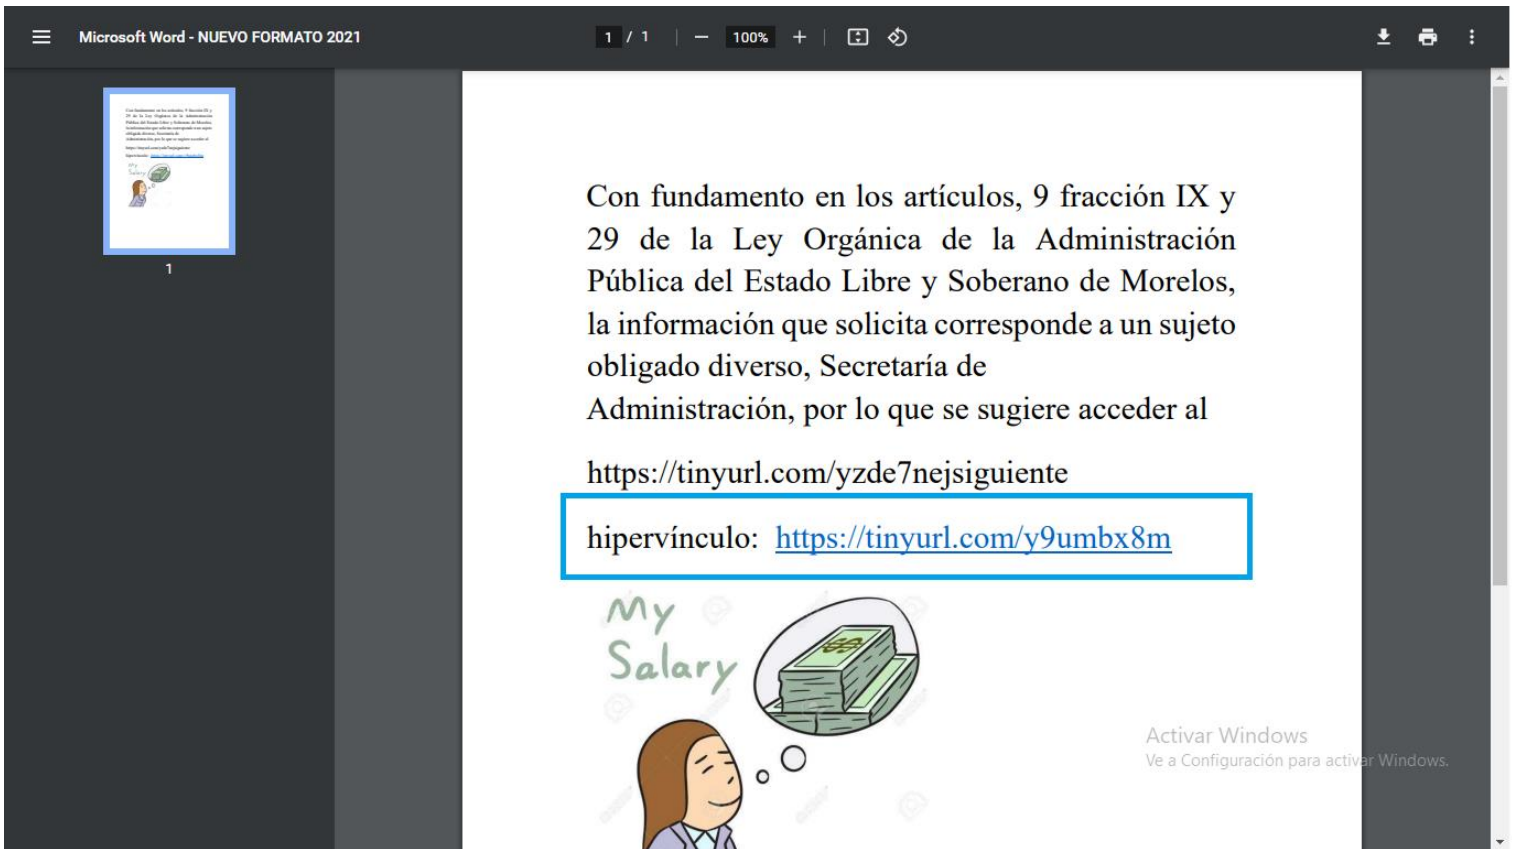 Microsoft Word - NUEVO FORMATO 2021
1 / 1
100%
1
Con fundamento en los artículos, 9 fracción IX y
29 de la Ley Orgánica de la Administración
Pública del Estado Libre y Soberano de Morelos,
la información que solicita corresponde a un sujeto
obligado diverso, Secretaría de
Administración, por lo que se sugiere acceder al
https://tinyurl.com/yzde7nejsiguiente
hipervínculo: https://tinyurl.com/y9umbx8m
My
Salary
Activar Windows
Ve a Configuración para activar Windows.